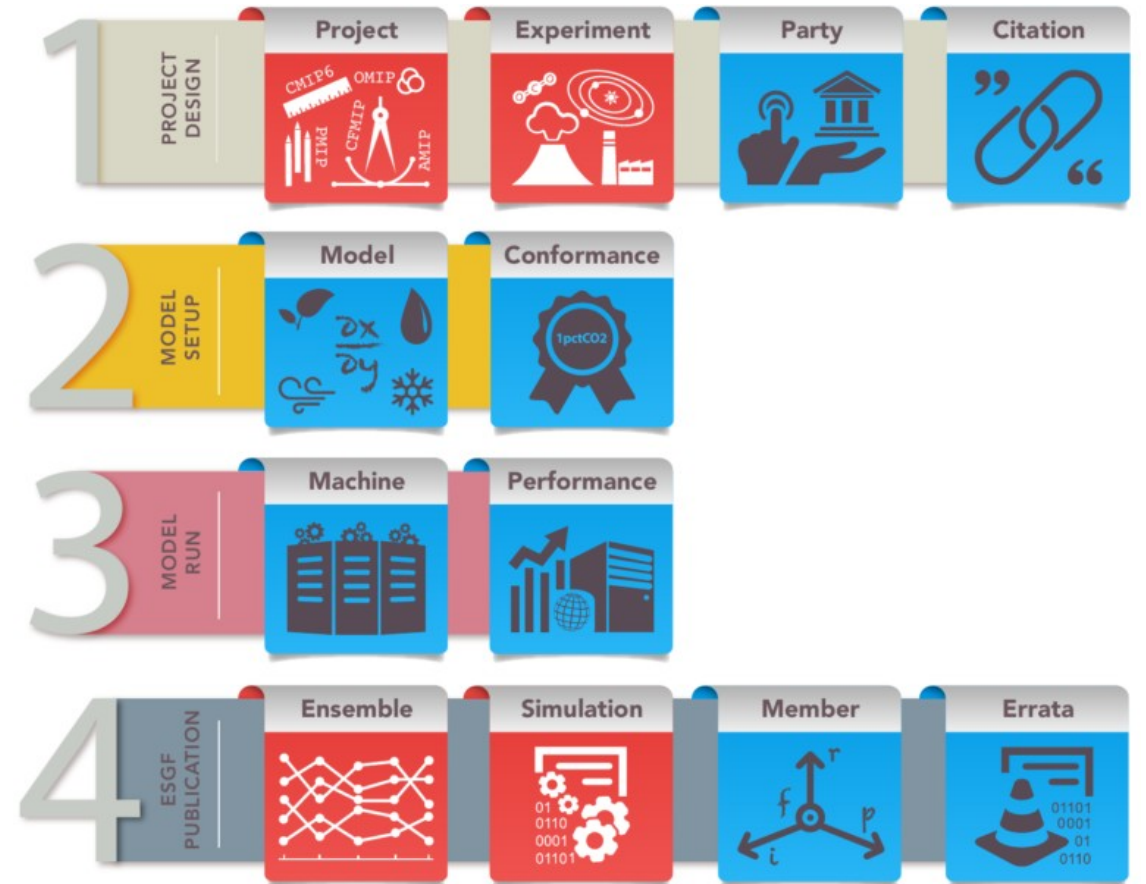 1
PROJECT
DESIGN
Project
CMIP6
OMIP
PMIP
CFMIP
AMIP
Experiment
Party
Citation
2
MODEL
SETUP
Model
∂x
∂y
Conformance
1pctCO2
3
MODEL
RUN
Machine
Performance
4
ESGF
PUBLICATION
Ensemble
Simulation
01
0110
0001
01101
Member
r
f
p
i
Errata
01101
0001
01
0110